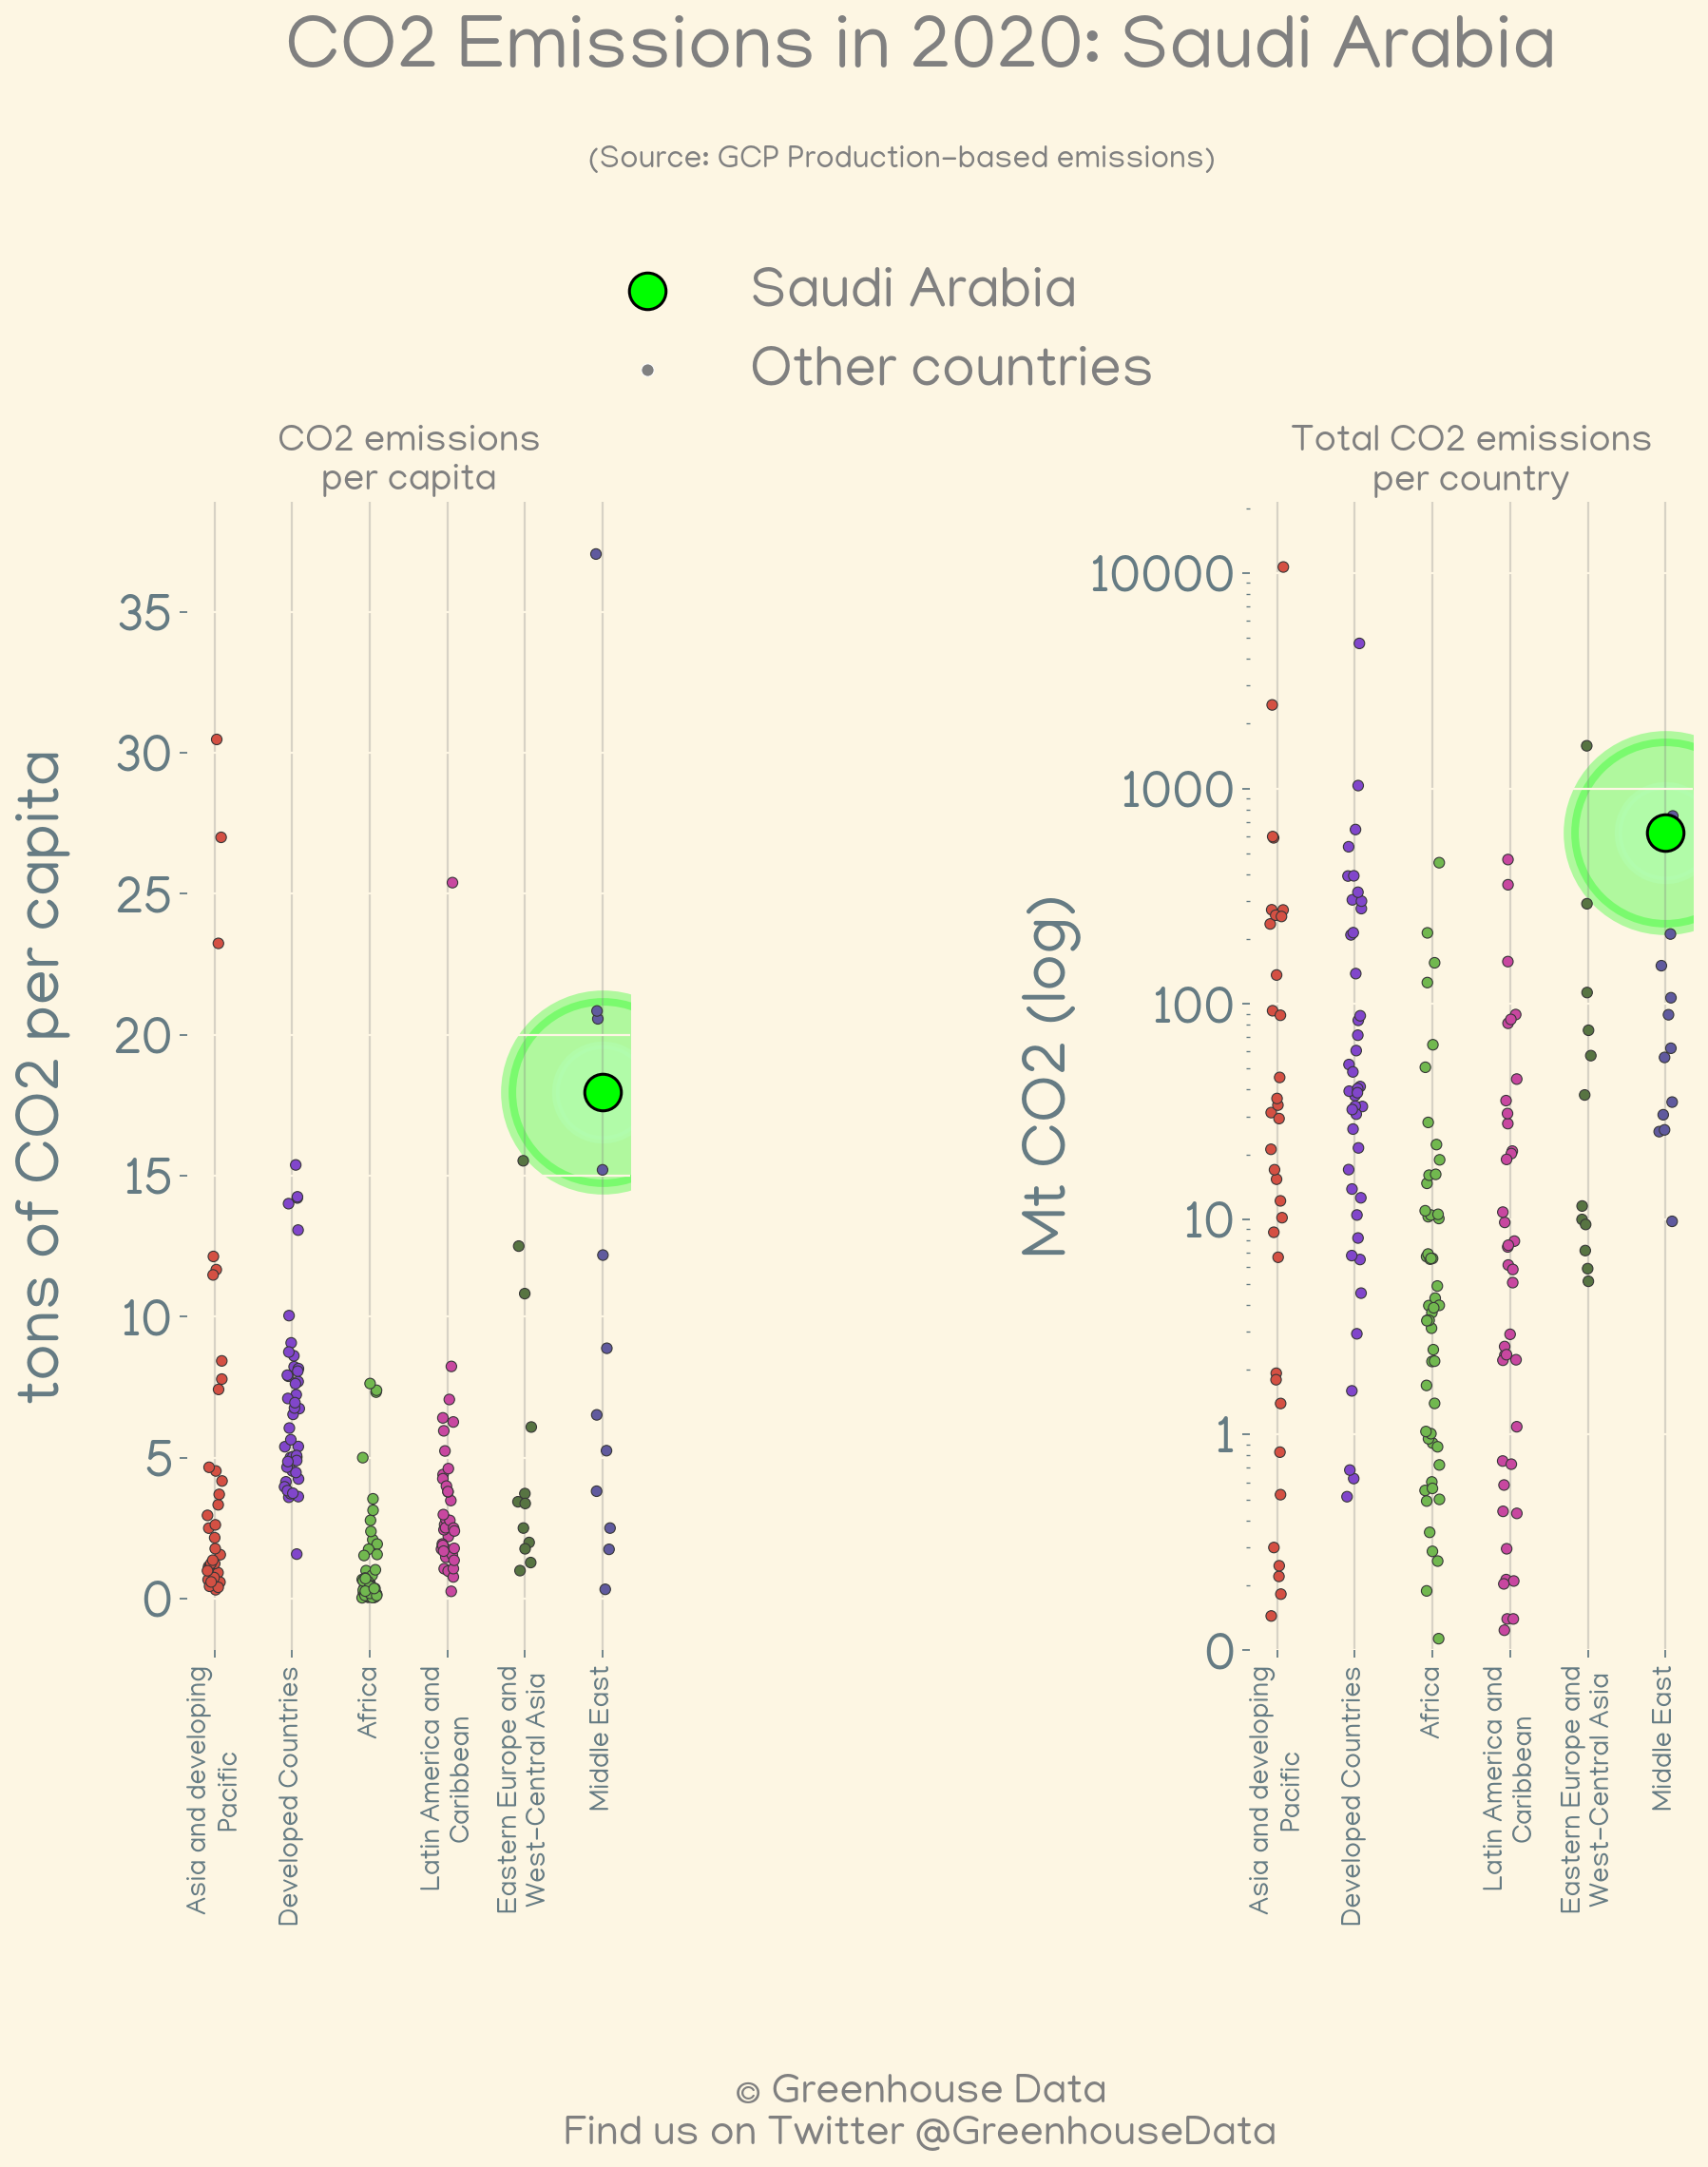 CO2 Emissions in 2020: Saudi Arabia
(Source: GCP Production-based emissions)
Saudi Arabia
Other countries
CO2 emissions
per capita
tons of CO2 per capita
35
30
25
20
15
10
5
0
Asia and developing
Pacific
Developed Countries
Africa
Latin America and
Caribbean
Eastern Europe and
West-Central Asia
Middle East
Total CO2 emissions
per country
Mt CO2 (log)
10000
1000
100
10
1
0
Asia and developing
Pacific
Developed Countries
Africa
Latin America and
Caribbean
Eastern Europe and
West-Central Asia
Middle East
© Greenhouse Data
Find us on Twitter @GreenhouseData